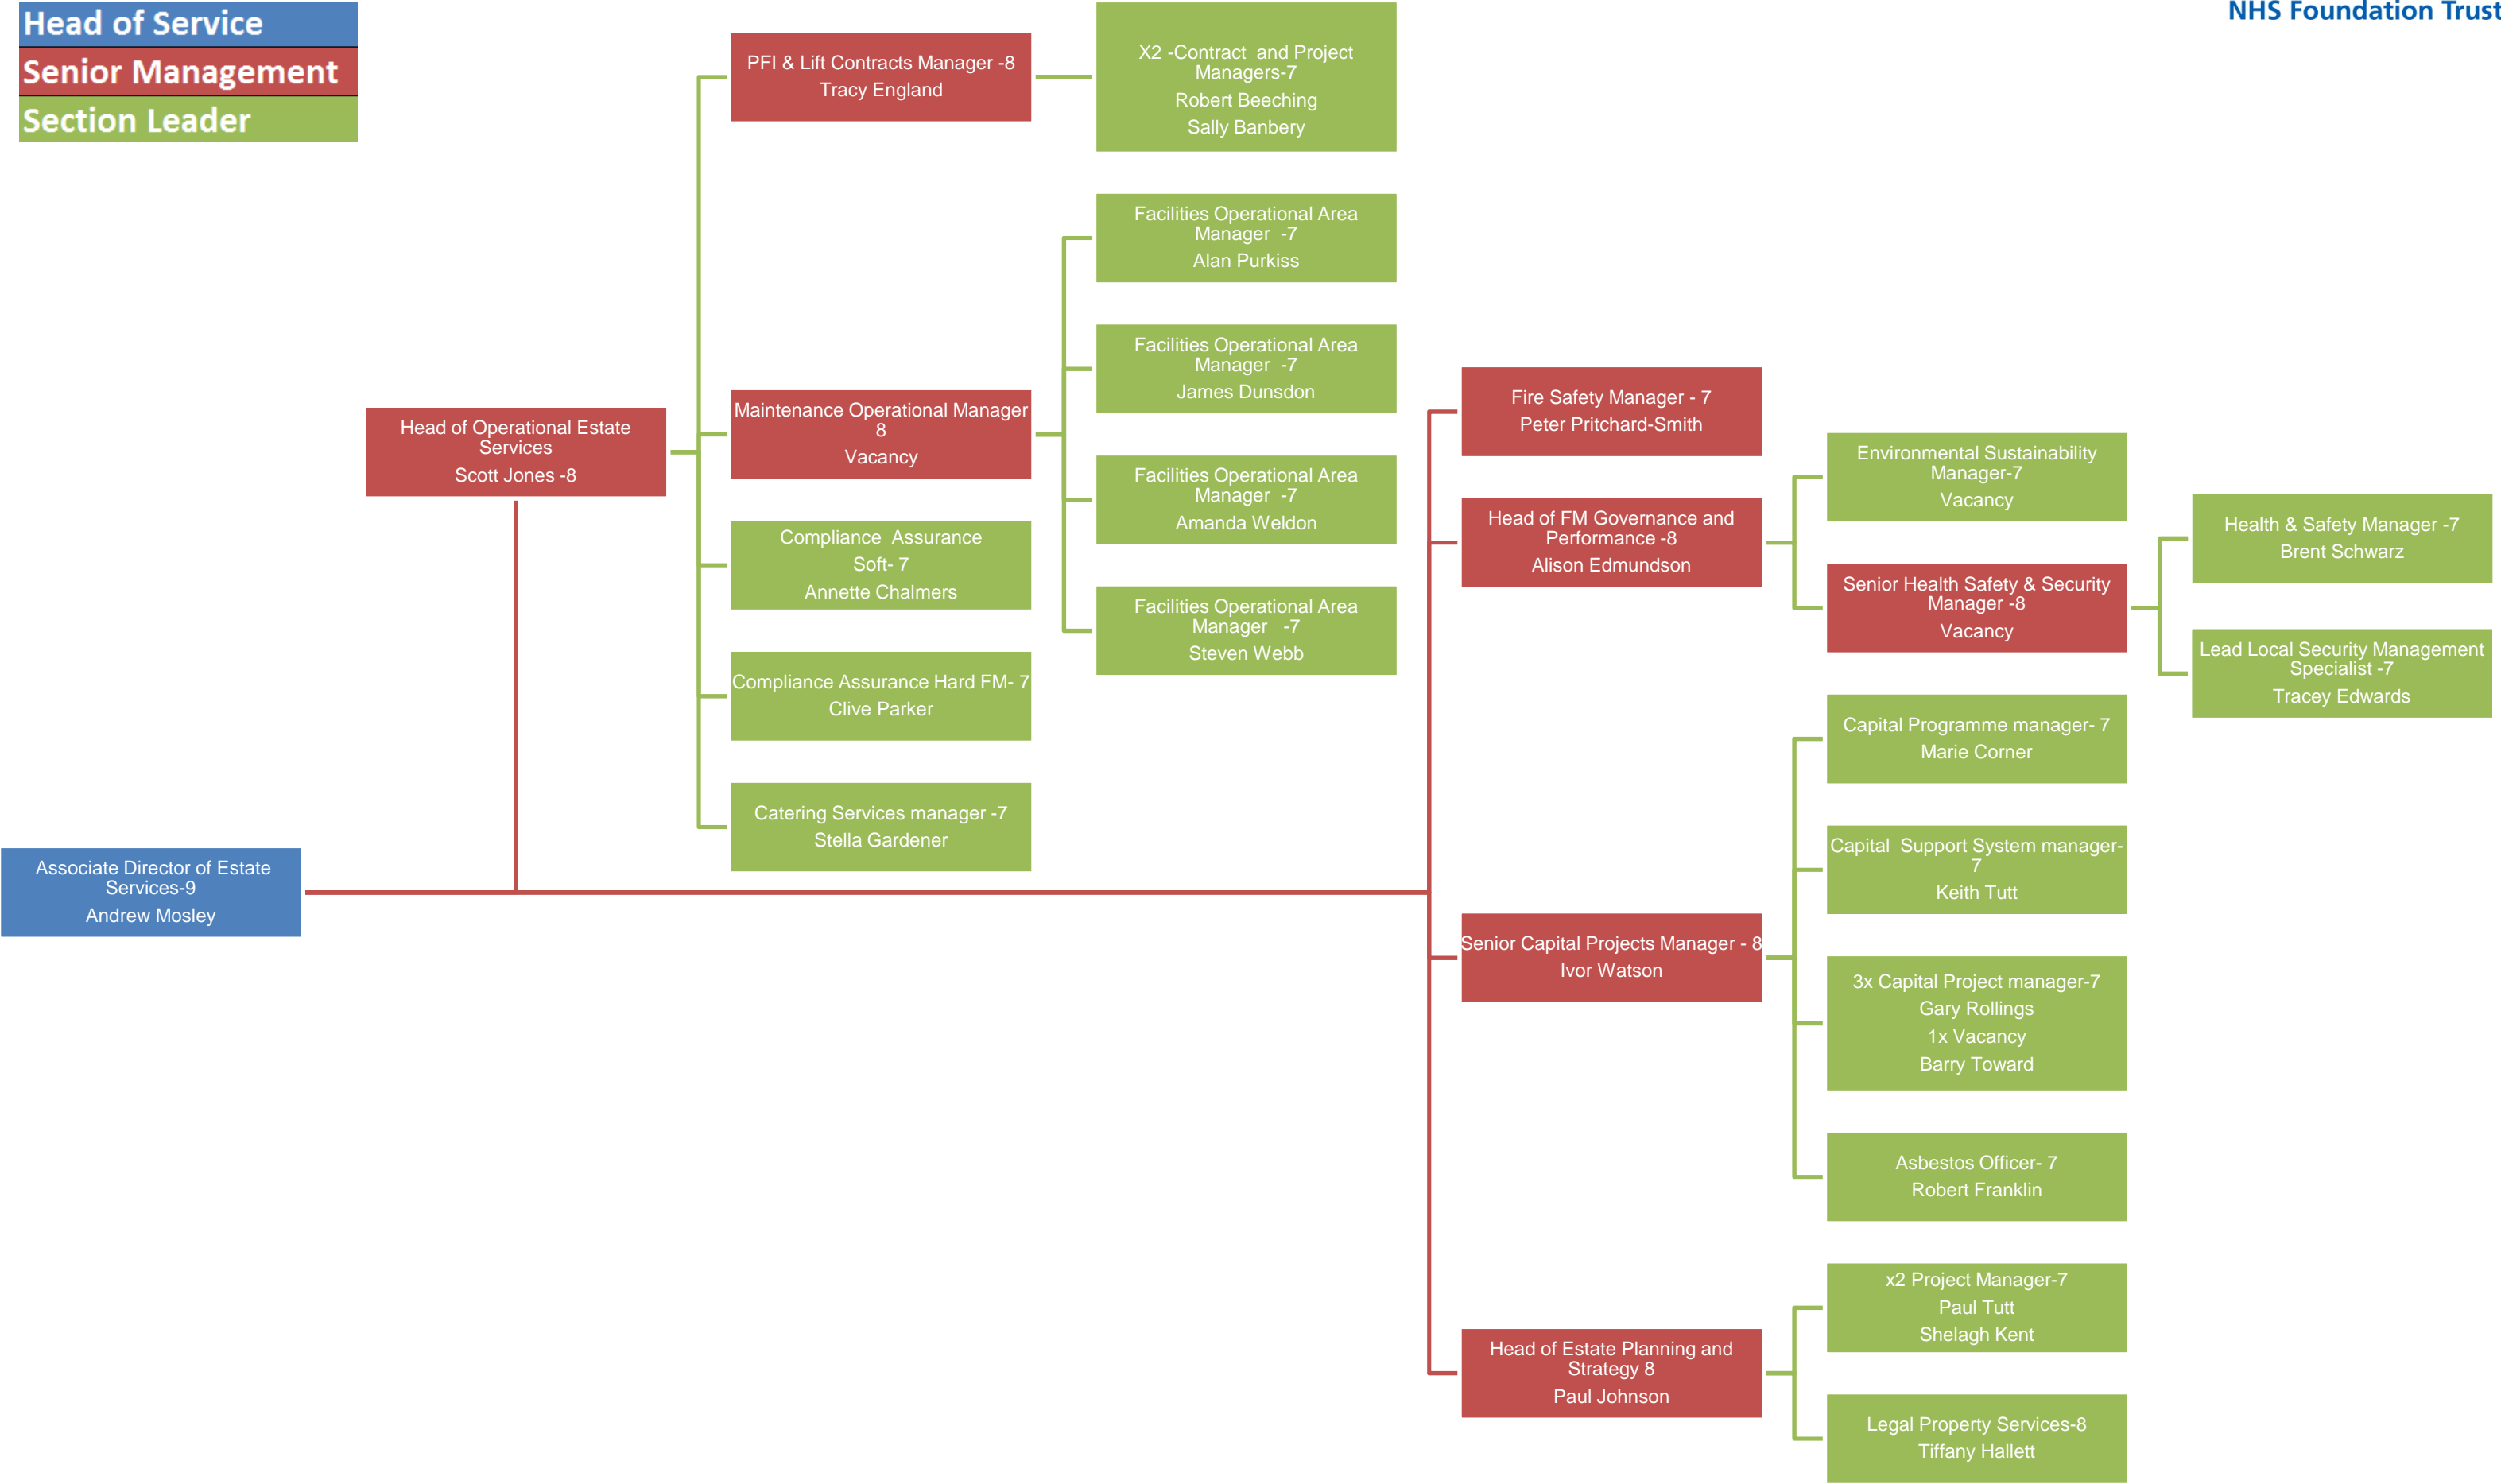 Head of Service
Senior Management
Section Leader
NHS Foundation Trust
PFI & Lift Contracts Manager -8
Tracy England
X2 -Contract  and Project
Managers-7
Robert Beeching
Sally Banbery
Facilities Operational Area
Manager  -7
Alan Purkiss
Facilities Operational Area
Manager  -7
James Dunsdon
Head of Operational Estate
Services
Scott Jones -8
Maintenance Operational Manager
8
Vacancy
Facilities Operational Area
Manager  -7
Amanda Weldon
Compliance  Assurance
Soft- 7
Annette Chalmers
Facilities Operational Area
Manager   -7
Steven Webb
Compliance Assurance Hard FM- 7
Clive Parker
Catering Services manager -7
Stella Gardener
Associate Director of Estate
Services-9
Andrew Mosley
Fire Safety Manager - 7
Peter Pritchard-Smith
Head of FM Governance and
Performance -8
Alison Edmundson
Environmental Sustainability
Manager-7
Vacancy
Senior Health Safety & Security
Manager -8
Vacancy
Health & Safety Manager -7
Brent Schwarz
Lead Local Security Management
Specialist -7
Tracey Edwards
Senior Capital Projects Manager - 8
Ivor Watson
Capital Programme manager- 7
Marie Corner
Capital  Support System manager-
7
Keith Tutt
3x Capital Project manager-7
Gary Rollings
1x Vacancy
Barry Toward
Asbestos Officer- 7
Robert Franklin
Head of Estate Planning and
Strategy 8
Paul Johnson
x2 Project Manager-7
Paul Tutt
Shelagh Kent
Legal Property Services-8
Tiffany Hallett